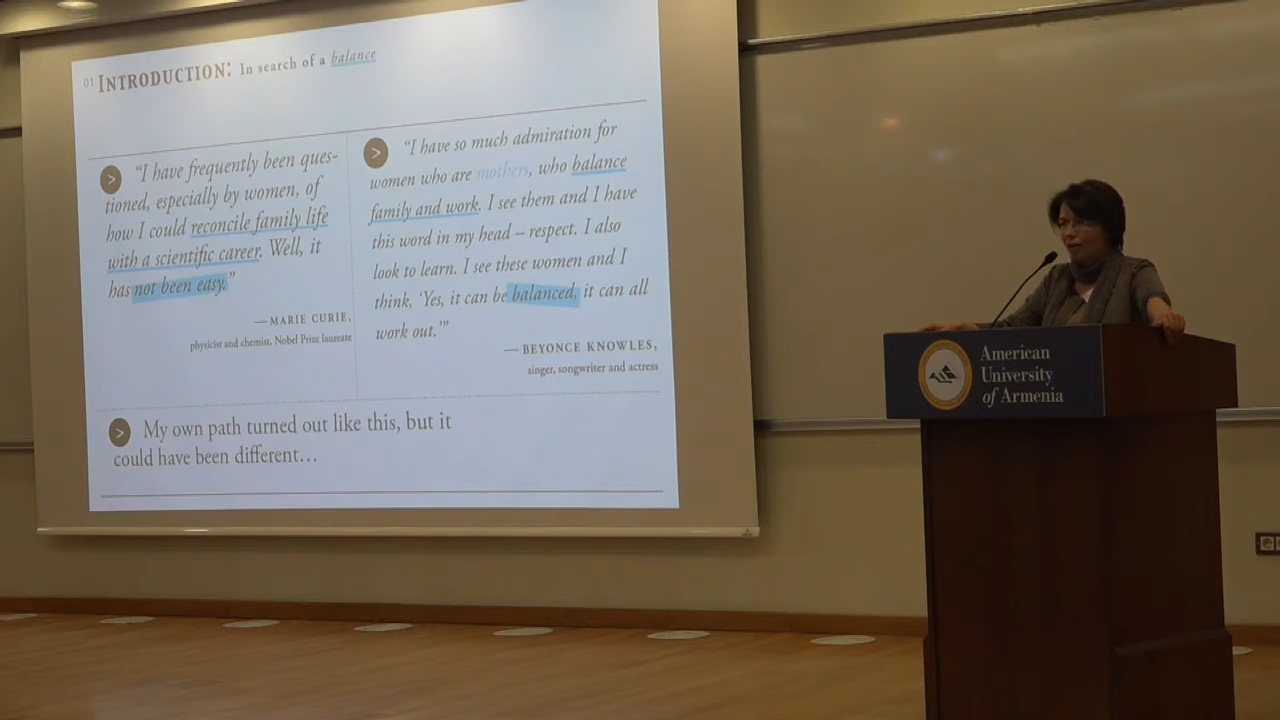 01 INTRODUCTION: In search of a balance
“I have frequently been ques-
tioned, especially by women, of
how I could reconcile family life
with a scientific career. Well, it
has not been easy.”
—MARIE CURIE,
physicist and chemist, Nobel Prize laureate
“I have so much admiration for
women who are mothers, who balance
family and work. I see them and I have
this word in my head – respect. I also
look to learn. I see these women and I
think, ‘Yes, it can be balanced, it can all
work out.’”
—BEYONCE KNOWLES,
singer, songwriter and actress
My own path turned out like this, but it
could have been different…
American
University
of Armenia